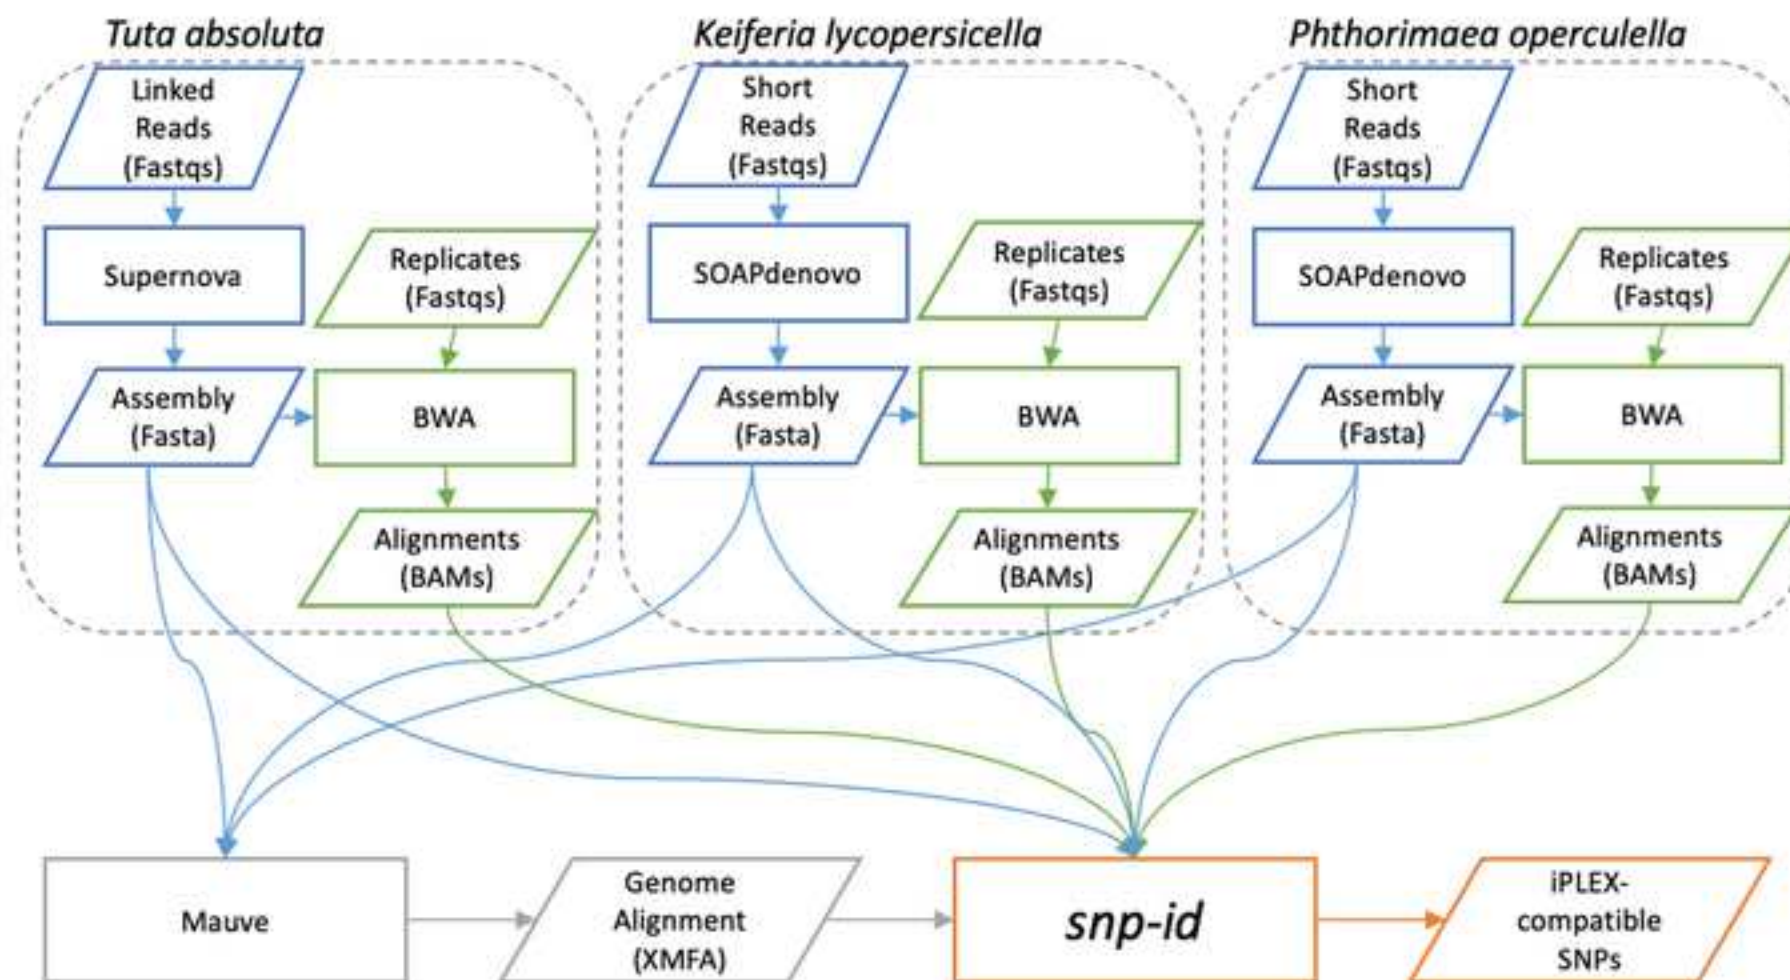 Tuta absoluta
Linked
Reads
(Fastqs)
Supernova
Replicates
(Fastqs)
Assembly
(Fasta)
BWA
Alignments
(BAMs)
Keiferia lycopersicella
Short
Reads
(Fastqs)
SOAPdenovo
Replicates
(Fastqs)
Assembly
(Fasta)
BWA
Alignments
(BAMs)
Phthorimaea operculella
Short
Reads
(Fastqs)
SOAPdenovo
Replicates
(Fastqs)
Assembly
(Fasta)
BWA
Alignments
(BAMs)
Mauve
Genome
Alignment
(XMFA)
snp-id
iPLEX-
compatible
SNPs